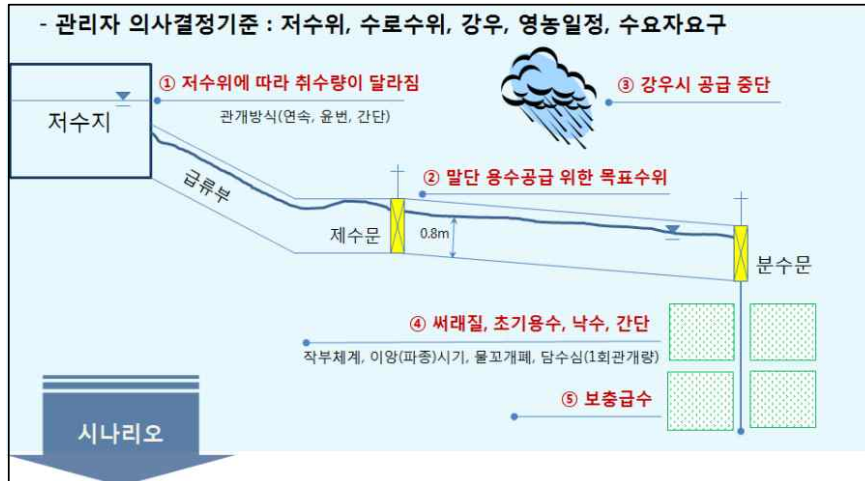 - 관리자 의사결정기준 : 저수위, 수로수위, 강우, 영농일정, 수요자요구
① 저수위에 따라 취수량이 달라짐
③ 강우시 공급 중단
저수지
관개방식(연속, 윤번, 간단)
급류부
② 말단 용수공급 위한 목표수위
제수문
0.8m
분수문
④ 써래질, 초기용수, 낙수, 간단
작부체계, 이앙(파종)시기, 물꼬개폐, 담수심(1회관개량)
⑤ 보충급수
시나리오